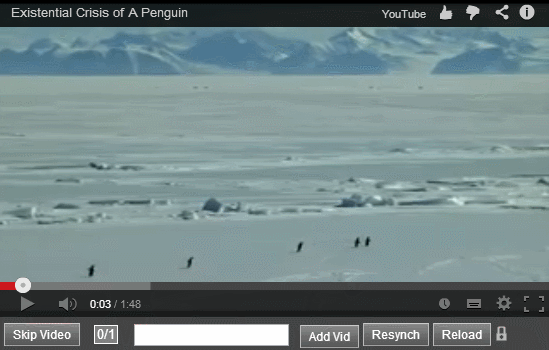 Existential Crisis of A Penguin YouTube
0:03 / 1:48
Skip Video 0/1 Add Vid Resynch Reload